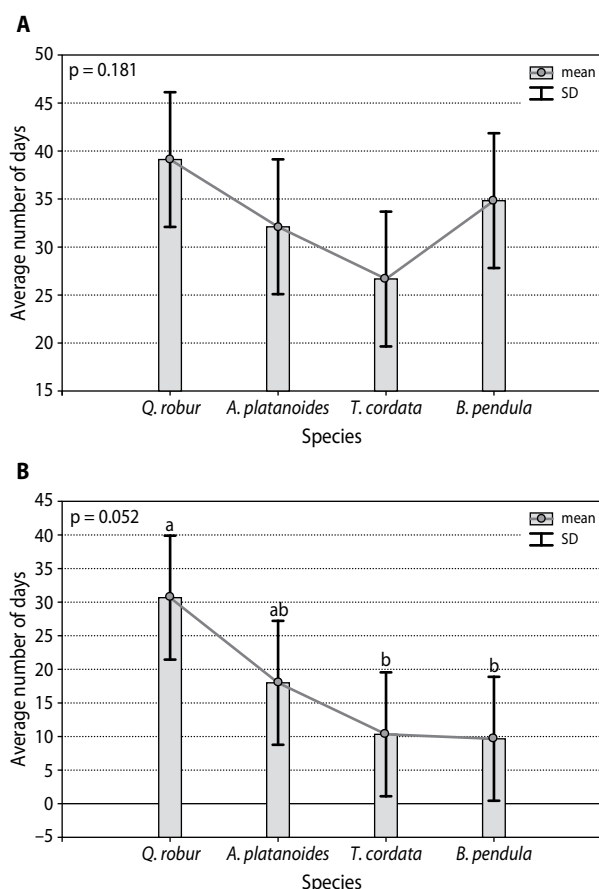 A
50
p = 0.181
mean
SD
45
40
35
30
25
20
15
Average number of days
Q. robur A. platanoides T. cordata B. pendula
Species
B
45
p = 0.052
mean
SD
40
a
35
30
ab
25
20
b b
15
10
5
0
−5
Average number of days
Q. robur A. platanoides T. cordata B. pendula
Species